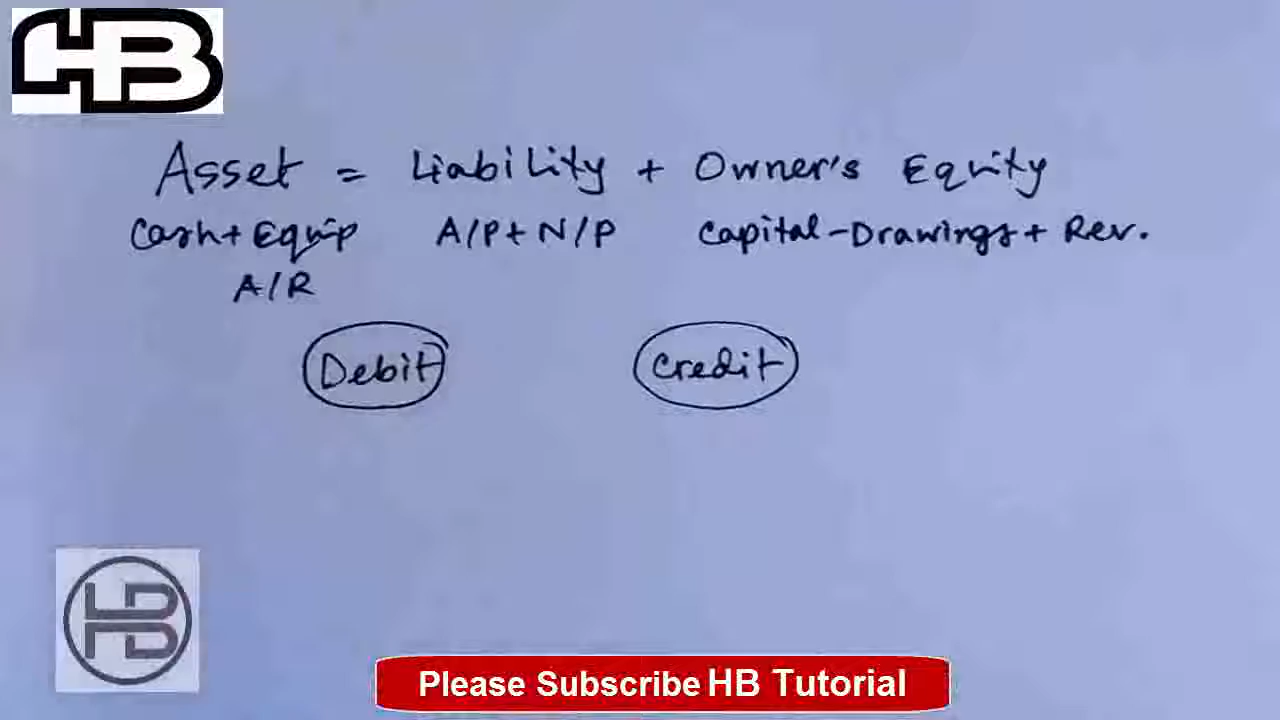 HB
Asset = Liability + Owner's Equity
Cash + Equip A/P + N/P Capital - Drawings + Rev.
A/R
Debit Credit
HB
Please Subscribe HB Tutorial